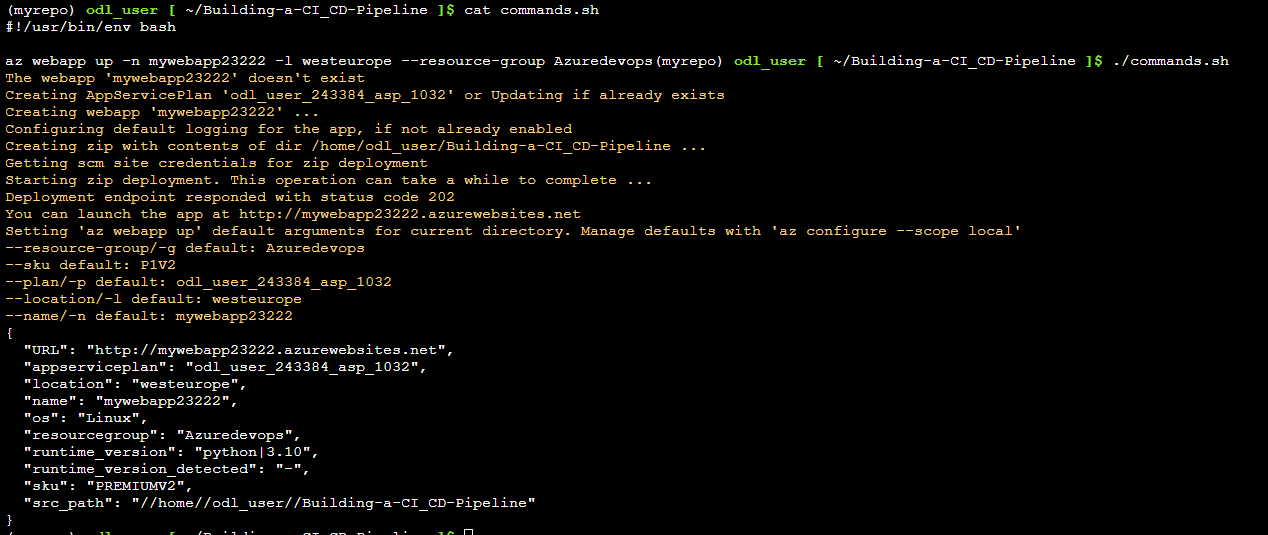 (myrepo) odl_user [ ~/Building-a-CI_CD-Pipeline ]$ cat commands.sh
#!/usr/bin/env bash
az webapp up -n mywebapp23222 -l westeurope --resource-group Azuredevops(myrepo) odl_user [ ~/Building-a-CI_CD-Pipeline ]$ ./commands.sh
The webapp 'mywebapp23222' doesn't exist
Creating AppServicePlan 'odl_user_243384_asp_1032' or Updating if already exists
Creating webapp 'mywebapp23222' ...
Configuring default logging for the app, if not already enabled
Creating zip with contents of dir /home/odl_user/Building-a-CI_CD-Pipeline ...
Getting scm site credentials for zip deployment
Starting zip deployment. This operation can take a while to complete ...
Deployment endpoint responded with status code 202
You can launch the app at http://mywebapp23222.azurewebsites.net
Setting 'az webapp up' default arguments for current directory. Manage defaults with 'az configure --scope local'
--resource-group/-g default: Azuredevops
--sku default: P1V2
--plan/-p default: odl_user_243384_asp_1032
--location/-l default: westeurope
--name/-n default: mywebapp23222
{
  "URL": "http://mywebapp23222.azurewebsites.net",
  "appserviceplan": "odl_user_243384_asp_1032",
  "location": "westeurope",
  "name": "mywebapp23222",
  "os": "Linux",
  "resourcegroup": "Azuredevops",
  "runtime_version": "python|3.10",
  "runtime_version_detected": "-",
  "sku": "PREMIUMV2",
  "src_path": "//home//odl_user//Building-a-CI_CD-Pipeline"
}
(myrepo) odl_user [ ~/Building-a-CI_CD-Pipeline ]$